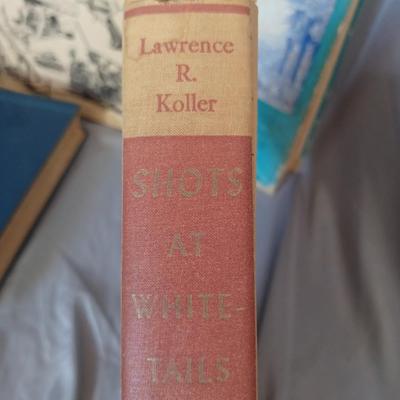 Lawrence
R.
Koller
SHOTS
AT
WHITE-
TAILS